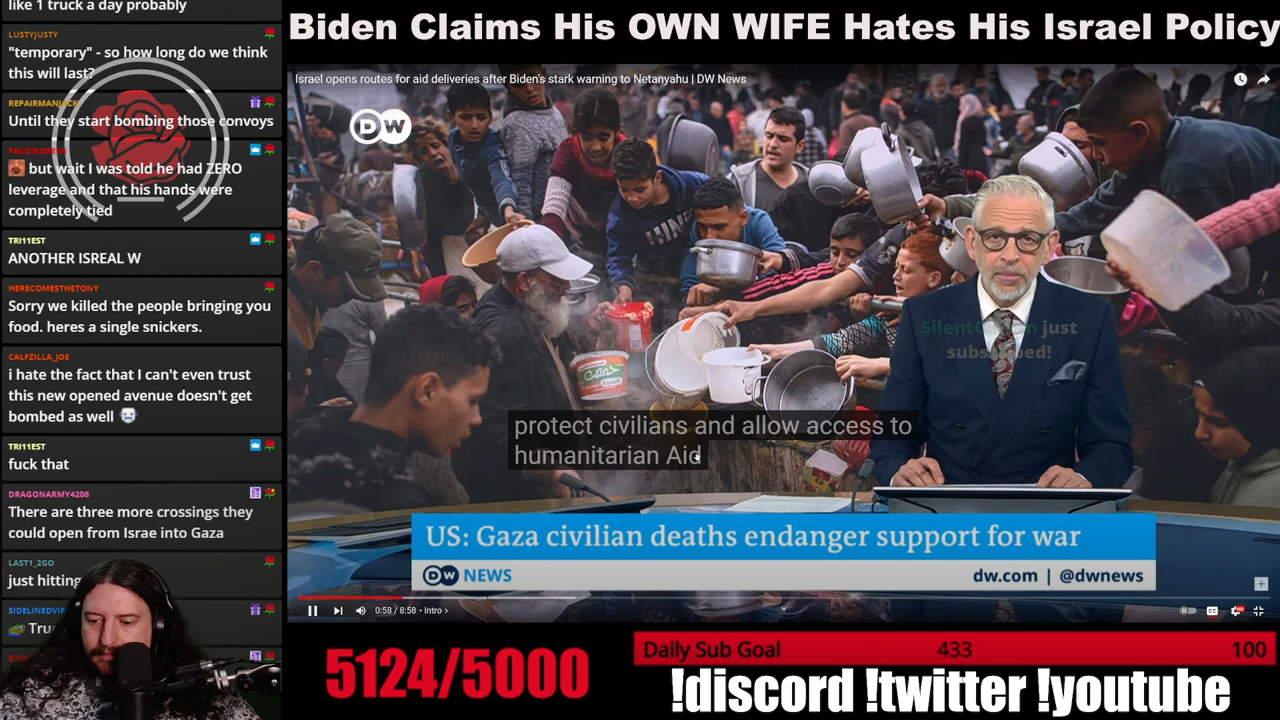 like 1 truck a day probably
LUSTYJUSTY
"temporary" - so how long do we think
this will last?
REPAIRMANJACK
Until they start bombing those convoys
but wait I was told he had ZERO
leverage and that his hands were
completely tied
TRI11EST
ANOTHER ISREAL W
HERECOMESTHETONY
Sorry we killed the people bringing you
food. heres a single snickers.
CALFZILLA_JOE
i hate the fact that I can't even trust
this new opened avenue doesn't get
bombed as well
TRI11EST
fuck that
DRAGONARMY4208
There are three more crossings they
could open from Israe into Gaza
LAST1_2GO
just hitting
Biden Claims His OWN WIFE Hates His Israel Policy
Israel opens routes for aid deliveries after Biden's stark warning to Netanyahu | DW News
DW
just
subscribed!
protect civilians and allow access to
humanitarian Aid
US: Gaza civilian deaths endanger support for war
DW NEWS
dw.com | @dwnews
0:58 / 8:58 • Intro ›
CC
HD
5124/5000
Daily Sub Goal 433 100
!discord !twitter !youtube